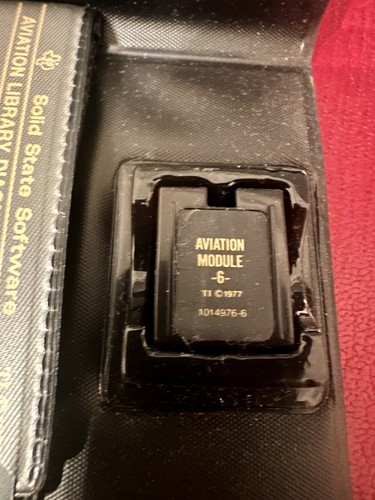 Solid State Software
AVIATION LIBRARY
AVIATION
MODULE
-6-
TI ©1977
1014976-6